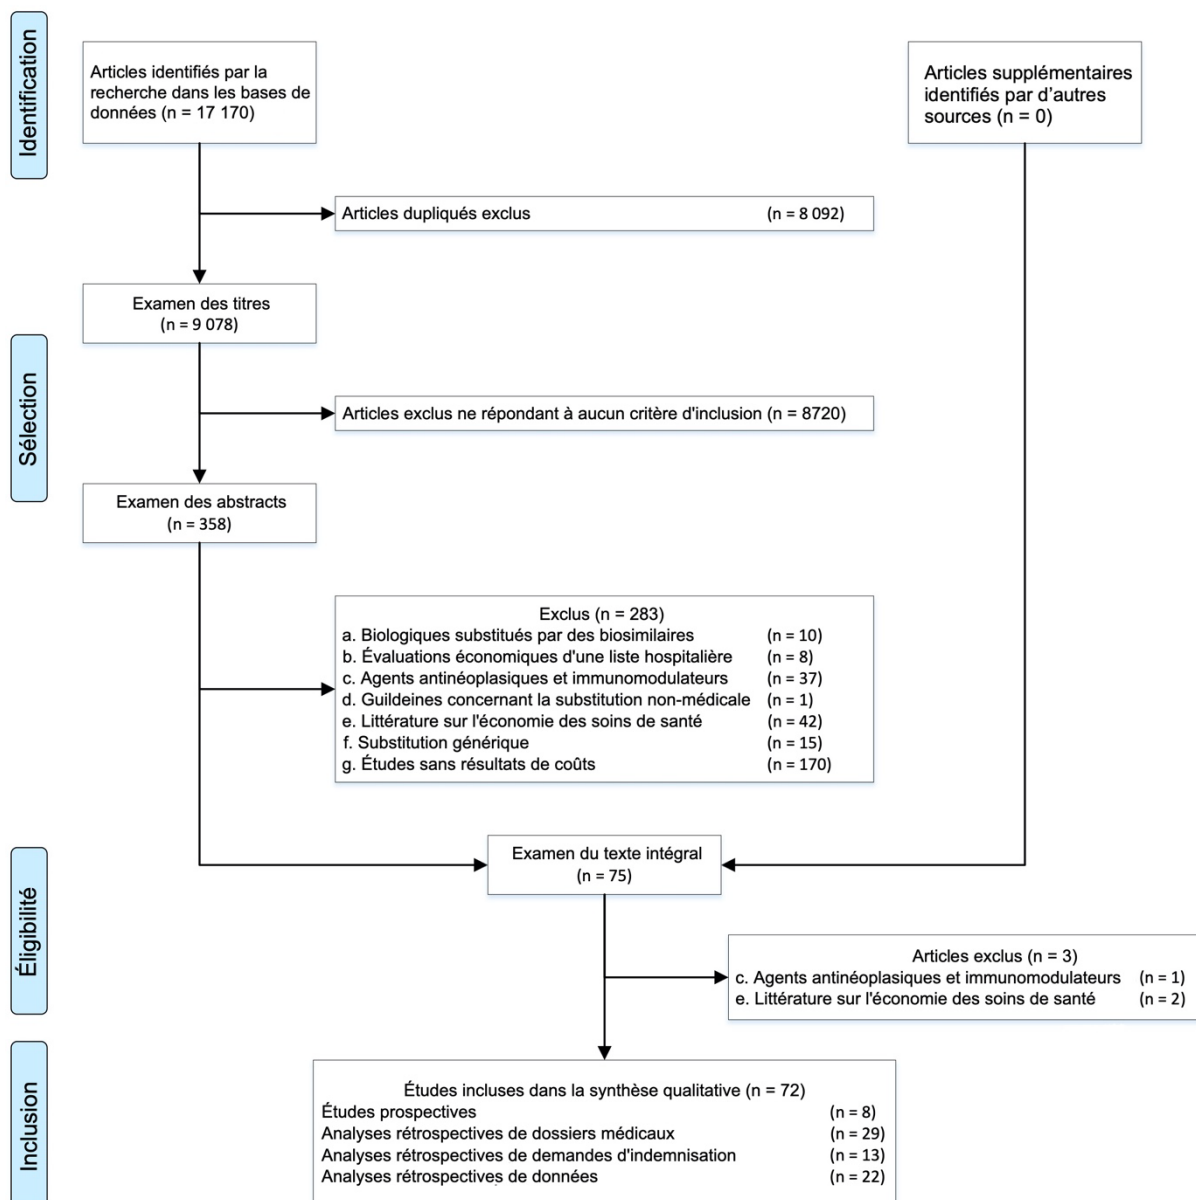 Identification
Articles identifiés par la
recherche dans les bases de
données (n = 17 170)
Articles supplémentaires
identifiés par d’autres
sources (n = 0)
Articles dupliqués exclus (n = 8 092)
Examen des titres
(n = 9 078)
Sélection
Articles exclus ne répondant à aucun critère d'inclusion (n = 8720)
Examen des abstracts
(n = 358)
Exclus (n = 283)
a. Biologiques substitués par des biosimilaires (n = 10)
b. Évaluations économiques d'une liste hospitalière (n = 8)
c. Agents antinéoplasiques et immunomodulateurs (n = 37)
d. Guildeines concernant la substitution non-médicale (n = 1)
e. Littérature sur l'économie des soins de santé (n = 42)
f. Substitution générique (n = 15)
g. Études sans résultats de coûts (n = 170)
Éligibilité
Examen du texte intégral
(n = 75)
Articles exclus (n = 3)
c. Agents antinéoplasiques et immunomodulateurs (n = 1)
e. Littérature sur l'économie des soins de santé (n = 2)
Inclusion
Études incluses dans la synthèse qualitative (n = 72)
Études prospectives (n = 8)
Analyses rétrospectives de dossiers médicaux (n = 29)
Analyses rétrospectives de demandes d'indemnisation (n = 13)
Analyses rétrospectives de données (n = 22)